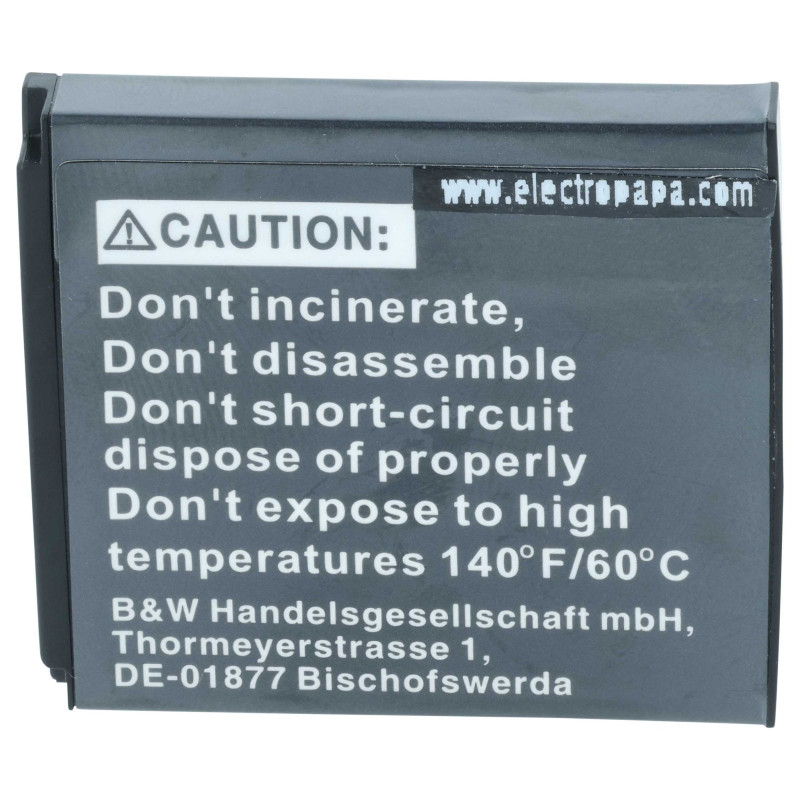 www.electropapa.com
⚠CAUTION:
Don't incinerate,
Don't disassemble
Don't short-circuit
dispose of properly
Don't expose to high
temperatures 140°F/60°C
B&W Handelsgesellschaft mbH,
Thormeyerstrasse 1,
DE-01877 Bischofswerda